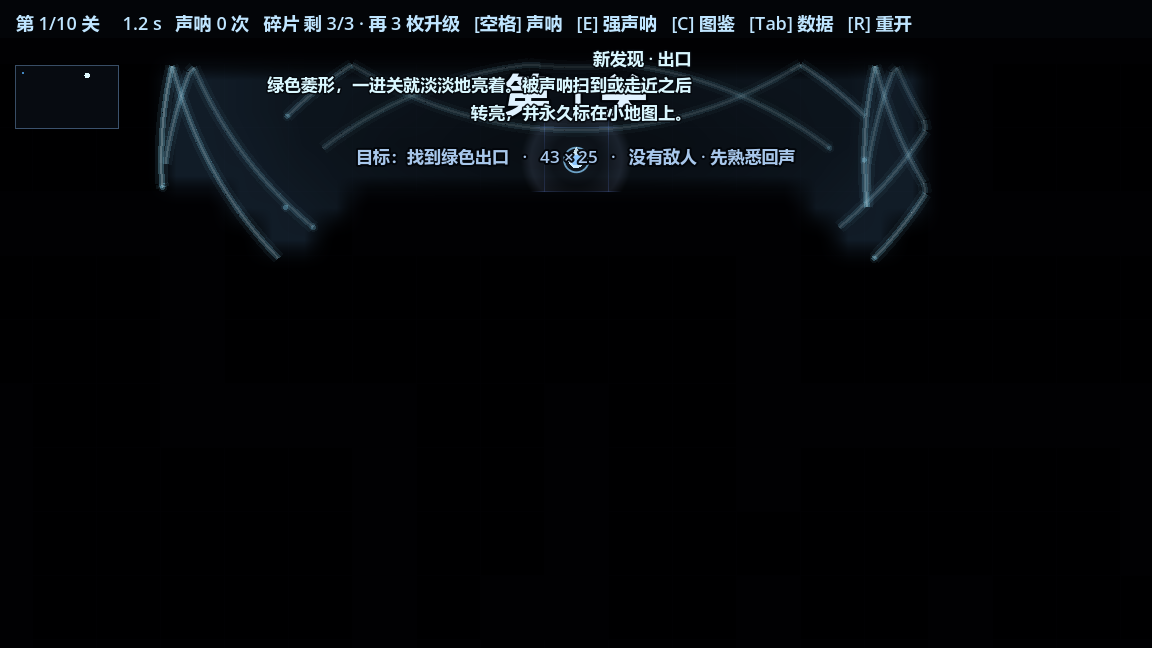 第 1/10 关 1.2 s 声呐 0 次 碎片 剩 3/3 · 再 3 枚升级 [空格] 声呐 [E] 强声呐 [C] 图鉴 [Tab] 数据 [R] 重开
新发现 · 出口
绿色菱形，一进关就淡淡地亮着。被声呐扫到或走近之后
转亮，并永久标在小地图上。
目标：找到绿色出口 · 43 × 25 · 没有敌人 · 先熟悉回声